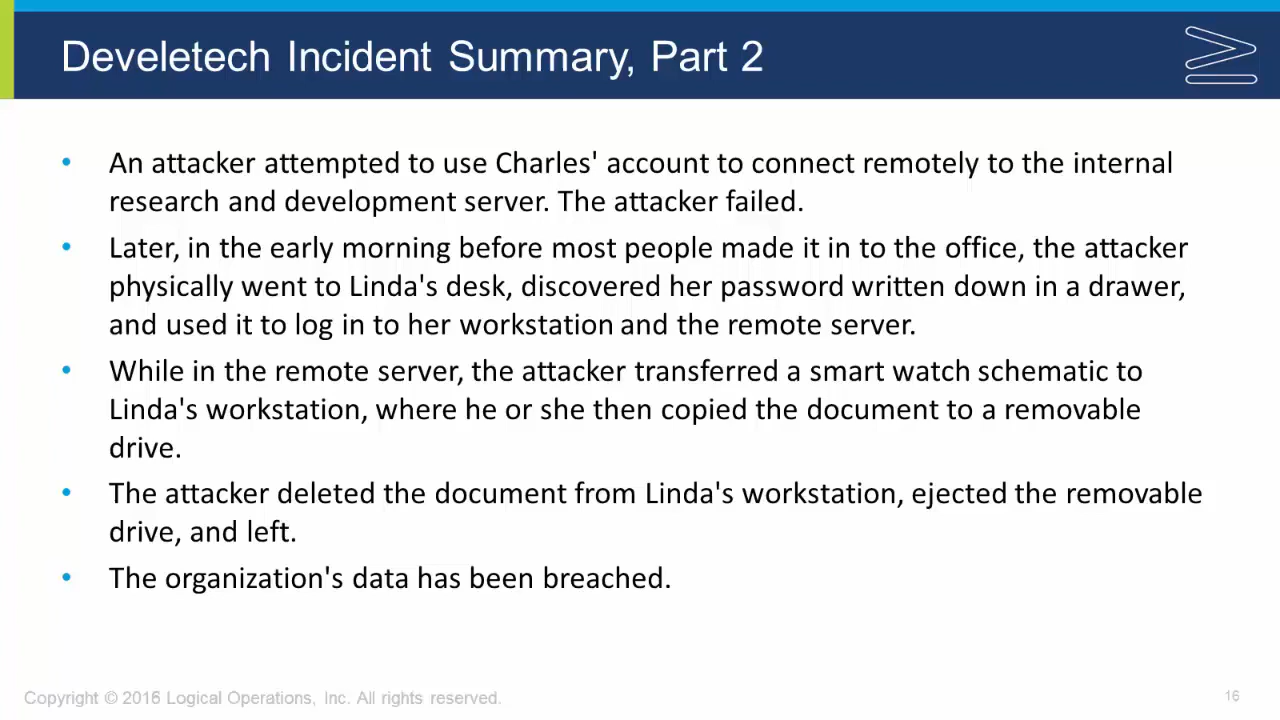 Develetech Incident Summary, Part 2
• An attacker attempted to use Charles' account to connect remotely to the internal
research and development server. The attacker failed.
• Later, in the early morning before most people made it in to the office, the attacker
physically went to Linda's desk, discovered her password written down in a drawer,
and used it to log in to her workstation and the remote server.
• While in the remote server, the attacker transferred a smart watch schematic to
Linda's workstation, where he or she then copied the document to a removable
drive.
• The attacker deleted the document from Linda's workstation, ejected the removable
drive, and left.
• The organization's data has been breached.
Copyright © 2016 Logical Operations, Inc. All rights reserved.
16